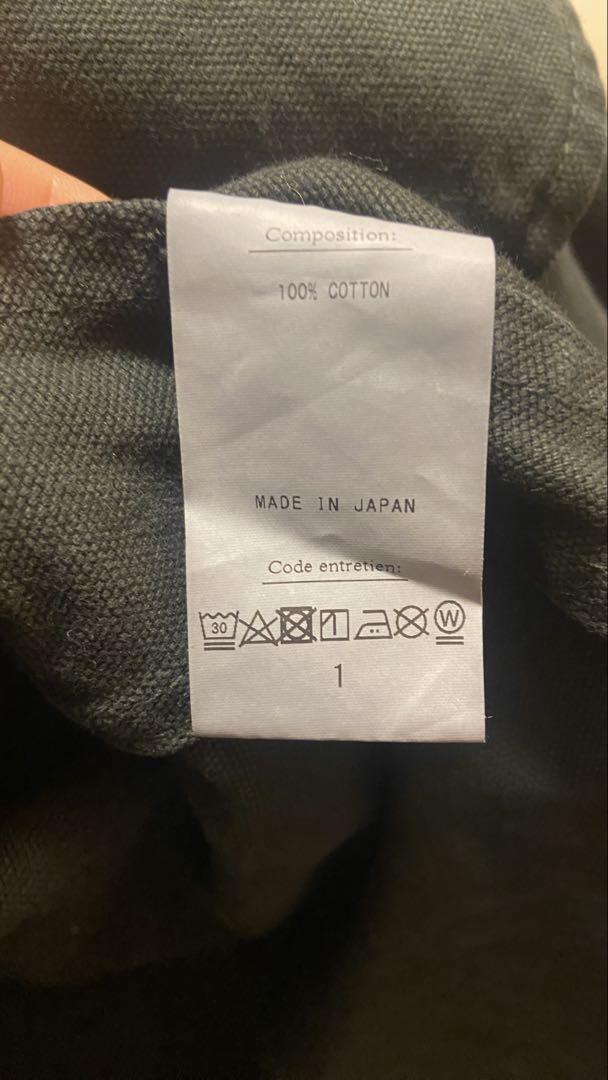 Composition:
100% COTTON
MADE IN JAPAN
Code entretien:
30 W
1